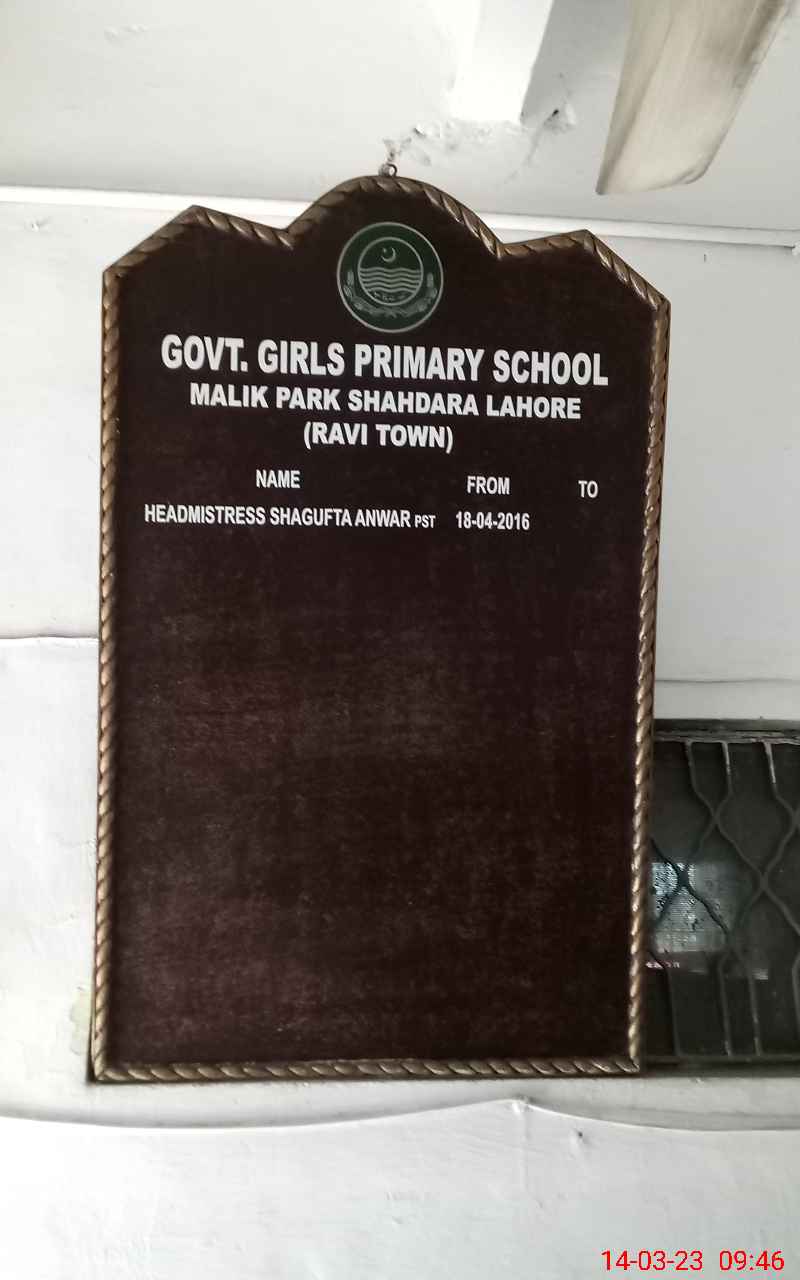 GOVT. GIRLS PRIMARY SCHOOL
MALIK PARK SHAHDARA LAHORE
(RAVI TOWN)
NAME FROM TO
HEADMISTRESS SHAGUFTA ANWAR PST 18-04-2016
14-03-23 09:46